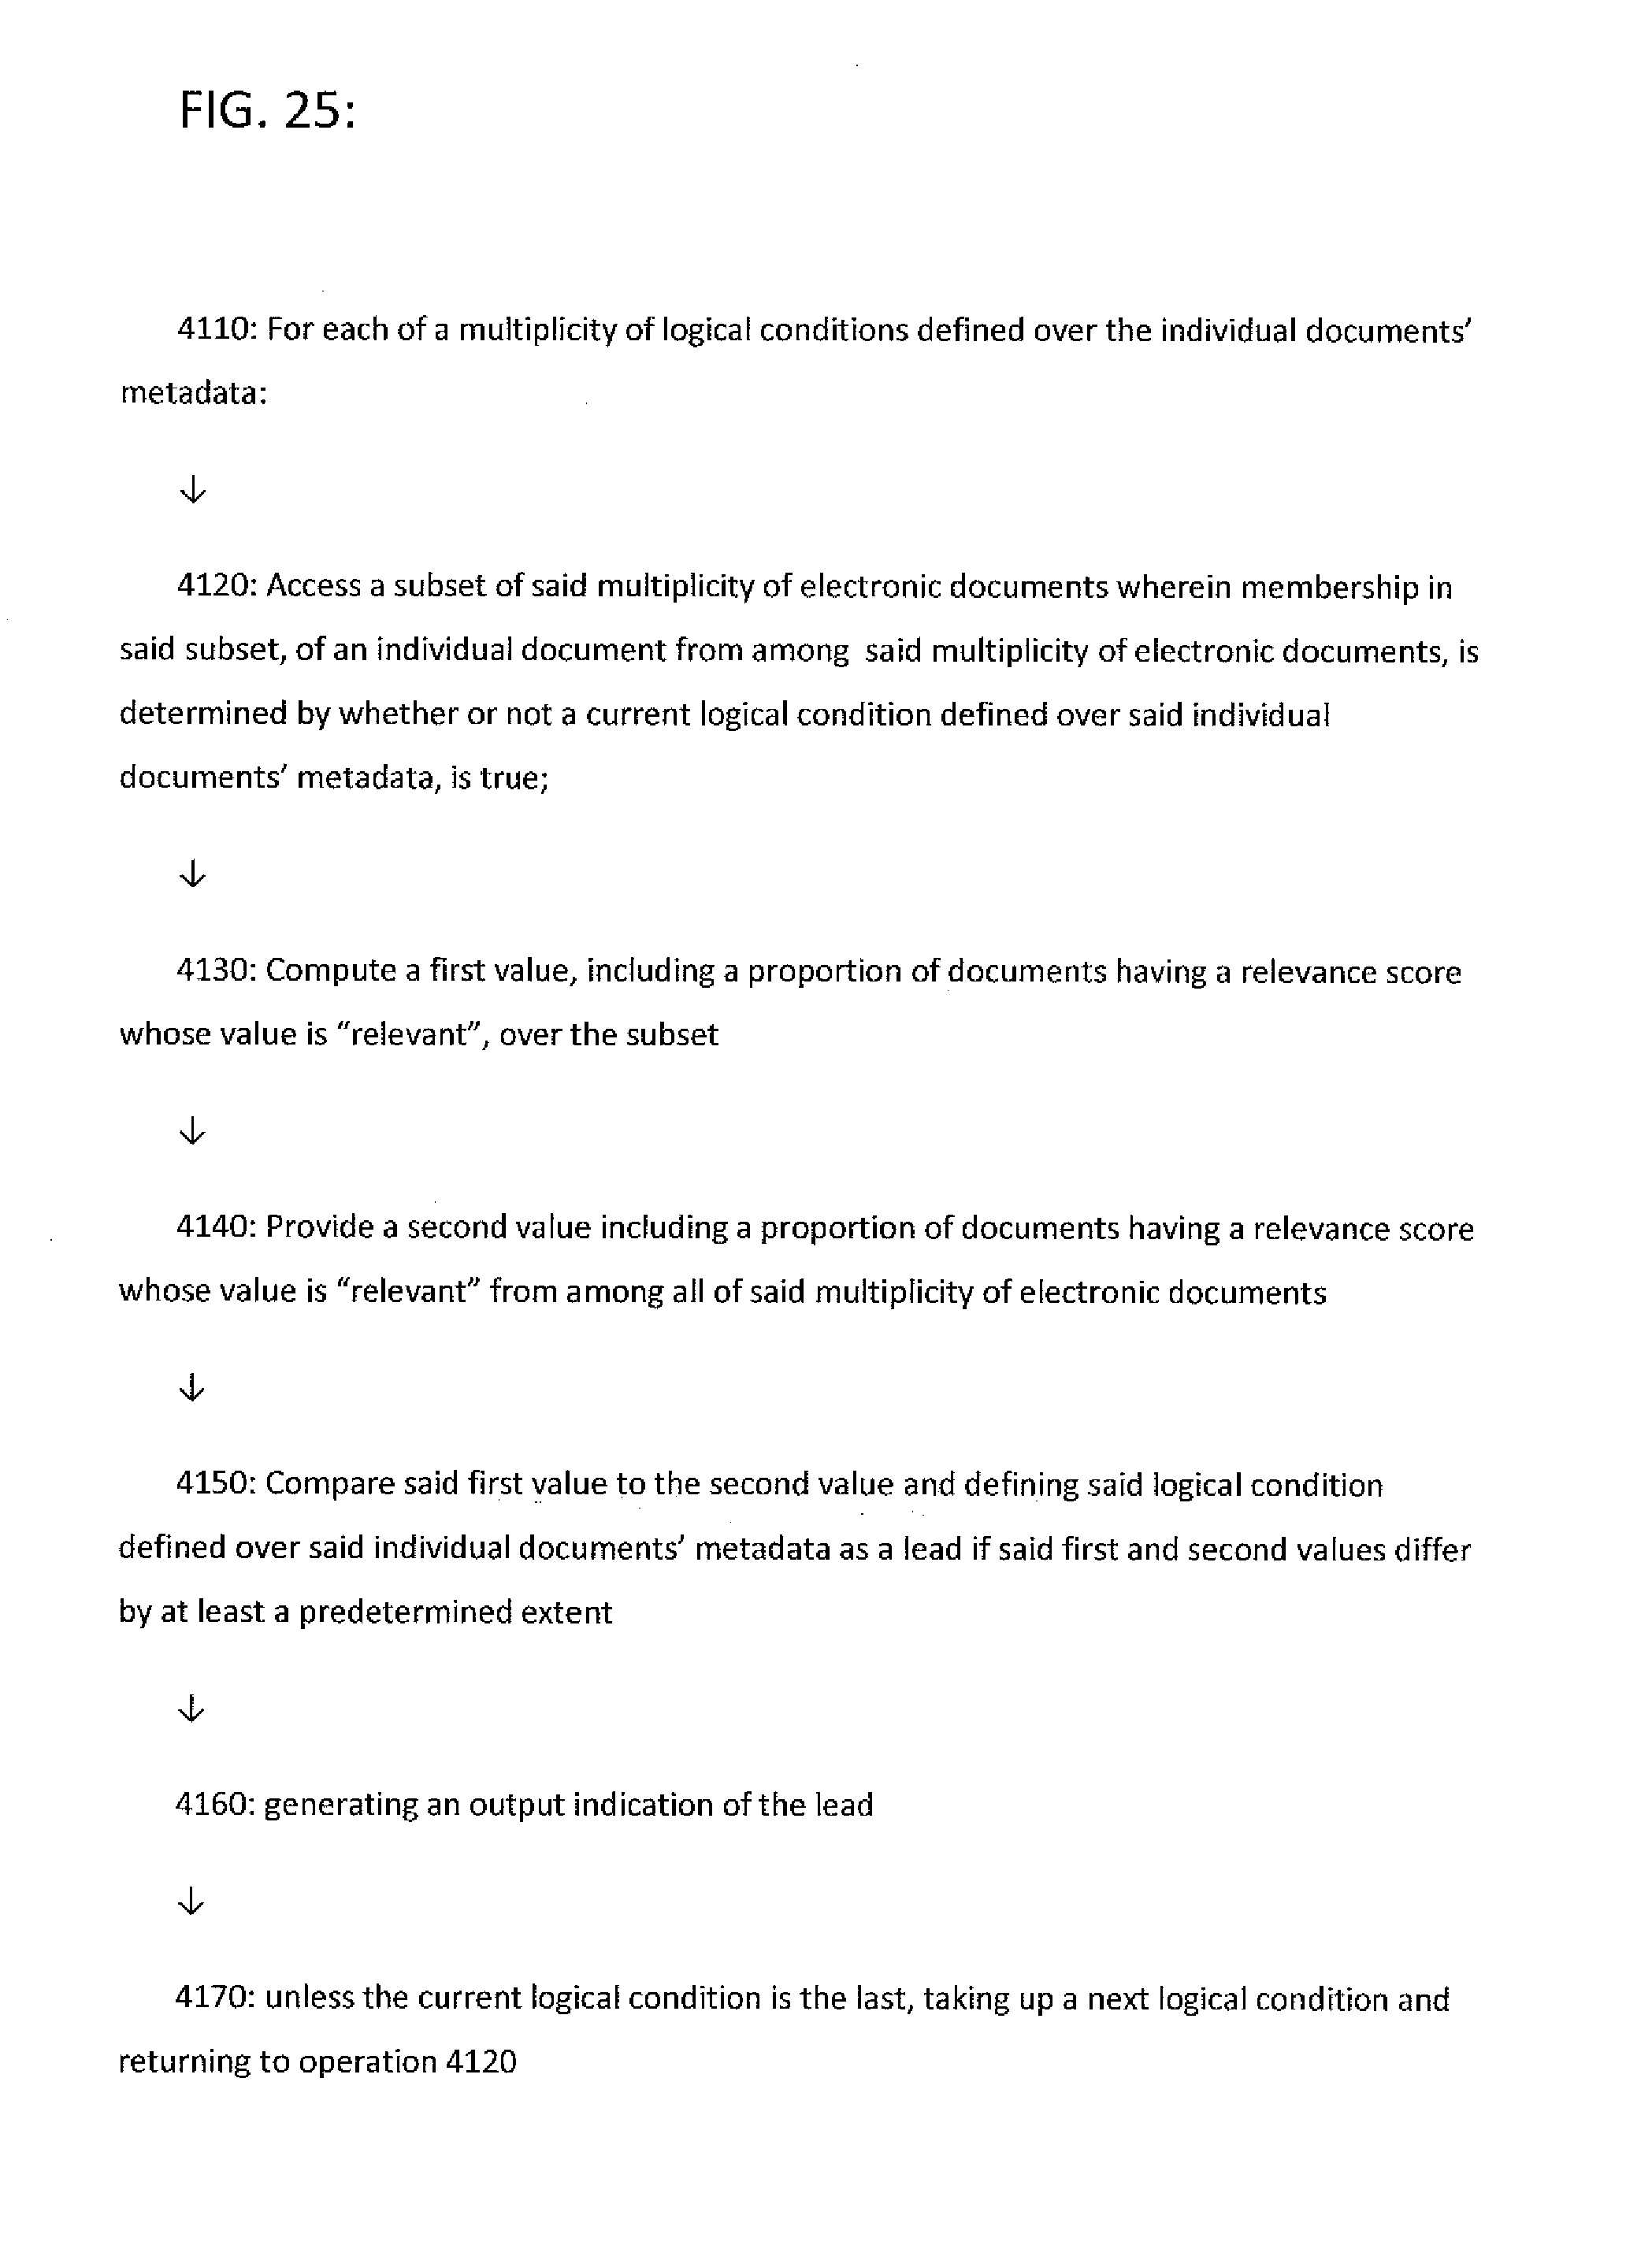 FIG. 25:
4110: For each of a multiplicity of logical conditions defined over the individual documents’
metadata:
↓
4120: Access a subset of said multiplicity of electronic documents wherein membership in
said subset, of an individual document from among said multiplicity of electronic documents, is
determined by whether or not a current logical condition defined over said individual
documents’ metadata, is true;
↓
4130: Compute a first value, including a proportion of documents having a relevance score
whose value is “relevant”, over the subset
↓
4140: Provide a second value including a proportion of documents having a relevance score
whose value is “relevant” from among all of said multiplicity of electronic documents
↓
4150: Compare said first value to the second value and defining said logical condition
defined over said individual documents’ metadata as a lead if said first and second values differ
by at least a predetermined extent
↓
4160: generating an output indication of the lead
↓
4170: unless the current logical condition is the last, taking up a next logical condition and
returning to operation 4120